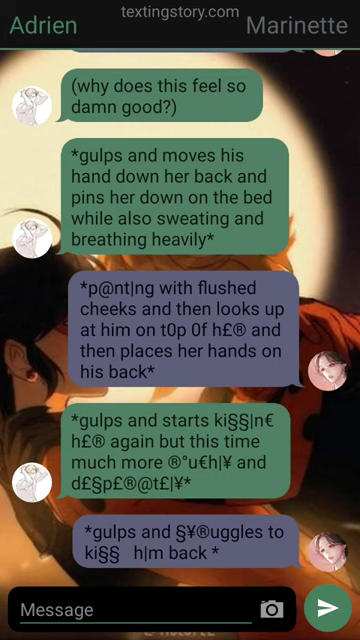 textingstory.com
Adrien Marinette
(why does this feel so
damn good?)
*gulps and moves his
hand down her back and
pins her down on the bed
while also sweating and
breathing heavily*
*p@nt|ng with flushed
cheeks and then looks up
at him on t0p 0f h£® and
then places her hands on
his back*
*gulps and starts ki§§|n€
h£® again but this time
much more ®°u€h|¥ and
d£§p£®@t£|¥*
*gulps and §¥®uggles to
ki§§ h|m back *
Message